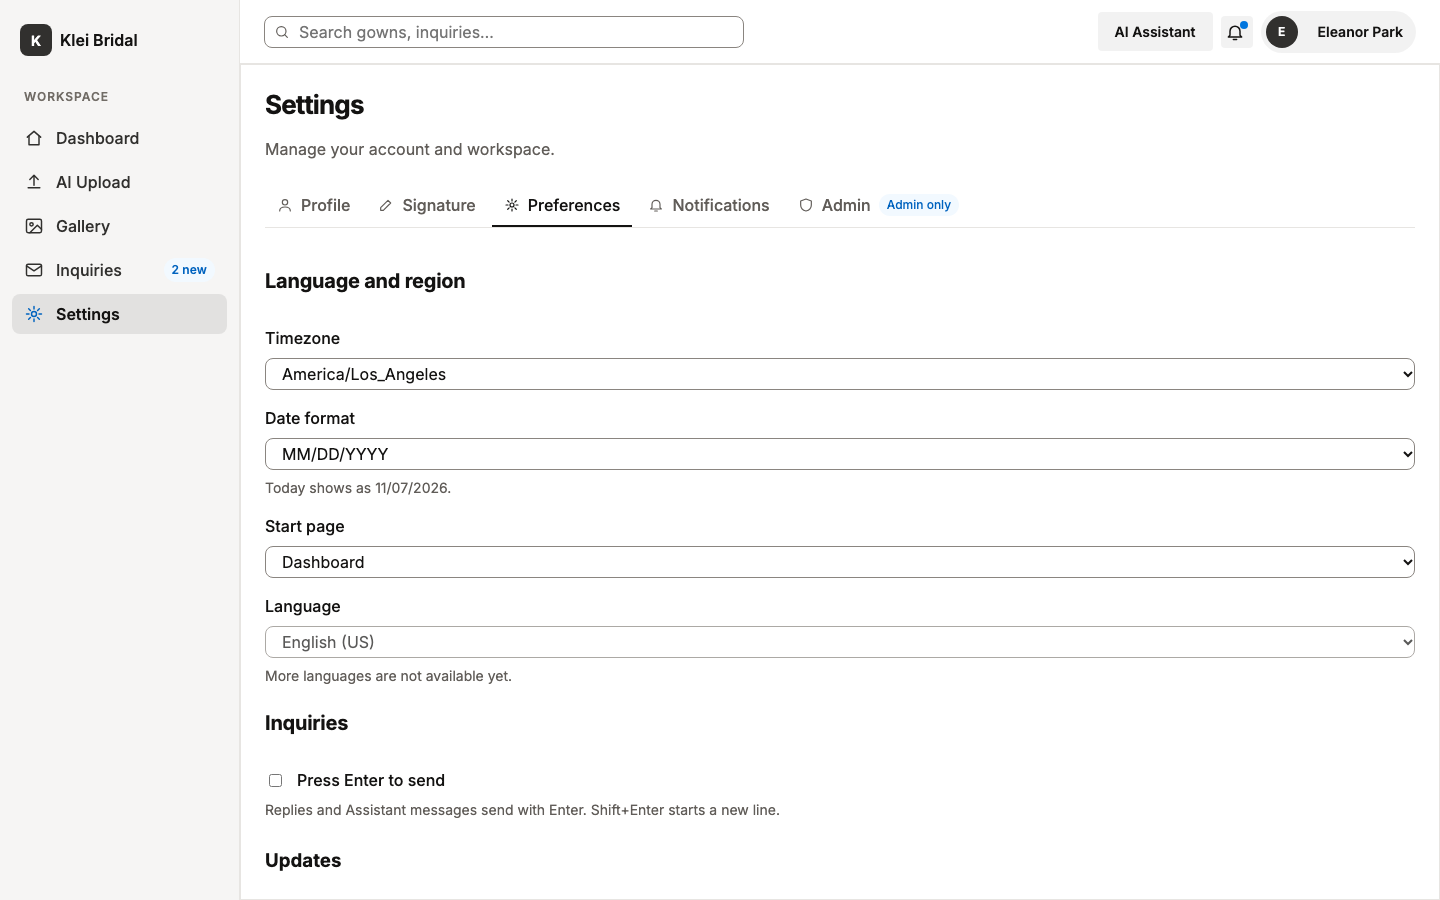 K
Klei Bridal
WORKSPACE
Dashboard
AI Upload
Gallery
Inquiries
2 new
Settings
Search gowns, inquiries...
AI Assistant
E
Eleanor Park
Settings
Manage your account and workspace.
Profile
Signature
Preferences
Notifications
Admin
Admin only
Language and region
Timezone
America/Los_Angeles
Date format
MM/DD/YYYY
Today shows as 11/07/2026.
Start page
Dashboard
Language
English (US)
More languages are not available yet.
Inquiries
Press Enter to send
Replies and Assistant messages send with Enter. Shift+Enter starts a new line.
Updates